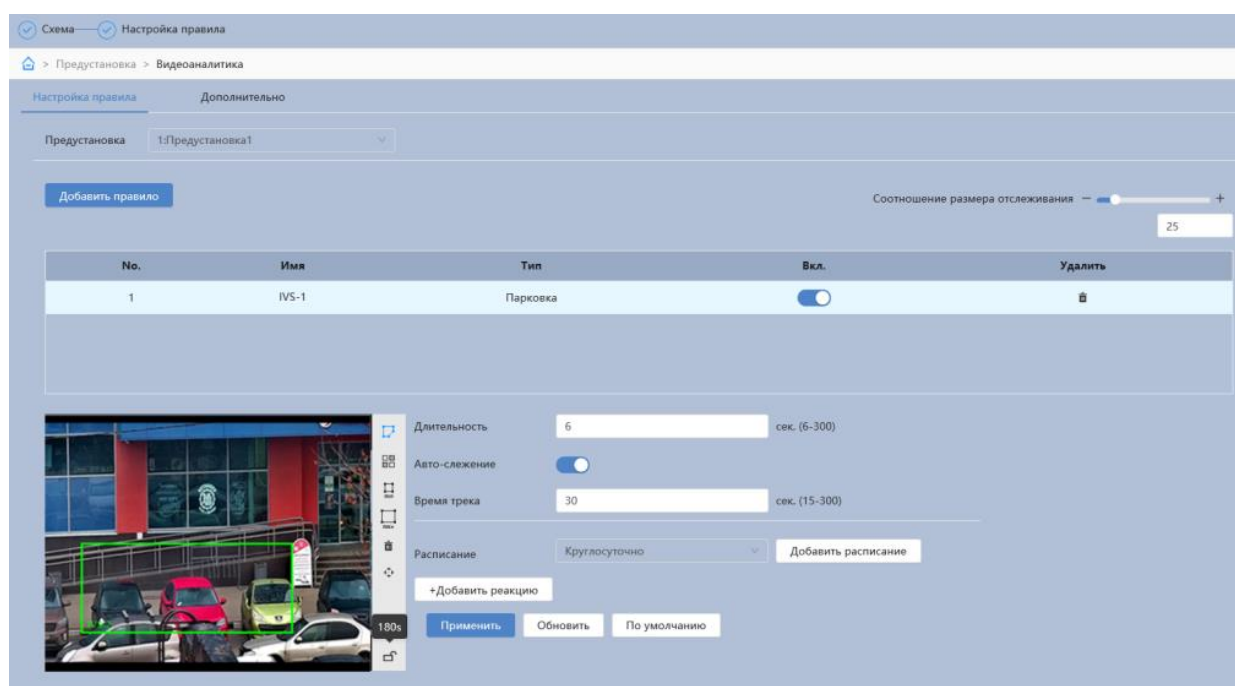 Схема Настройка правила
> Предустановка > Видеоаналитика
Настройка правила Дополнительно
Предустановка 1:Предустановка1
Добавить правило
Соотношение размера отслеживания − +
25
No. Имя Тип Вкл. Удалить
1 IVS-1 Парковка
Длительность 6 сек. (6-300)
Авто-слежение
Время трека 30 сек. (15-300)
Расписание Круглосуточно Добавить расписание
+Добавить реакцию
180s
Применить Обновить По умолчанию